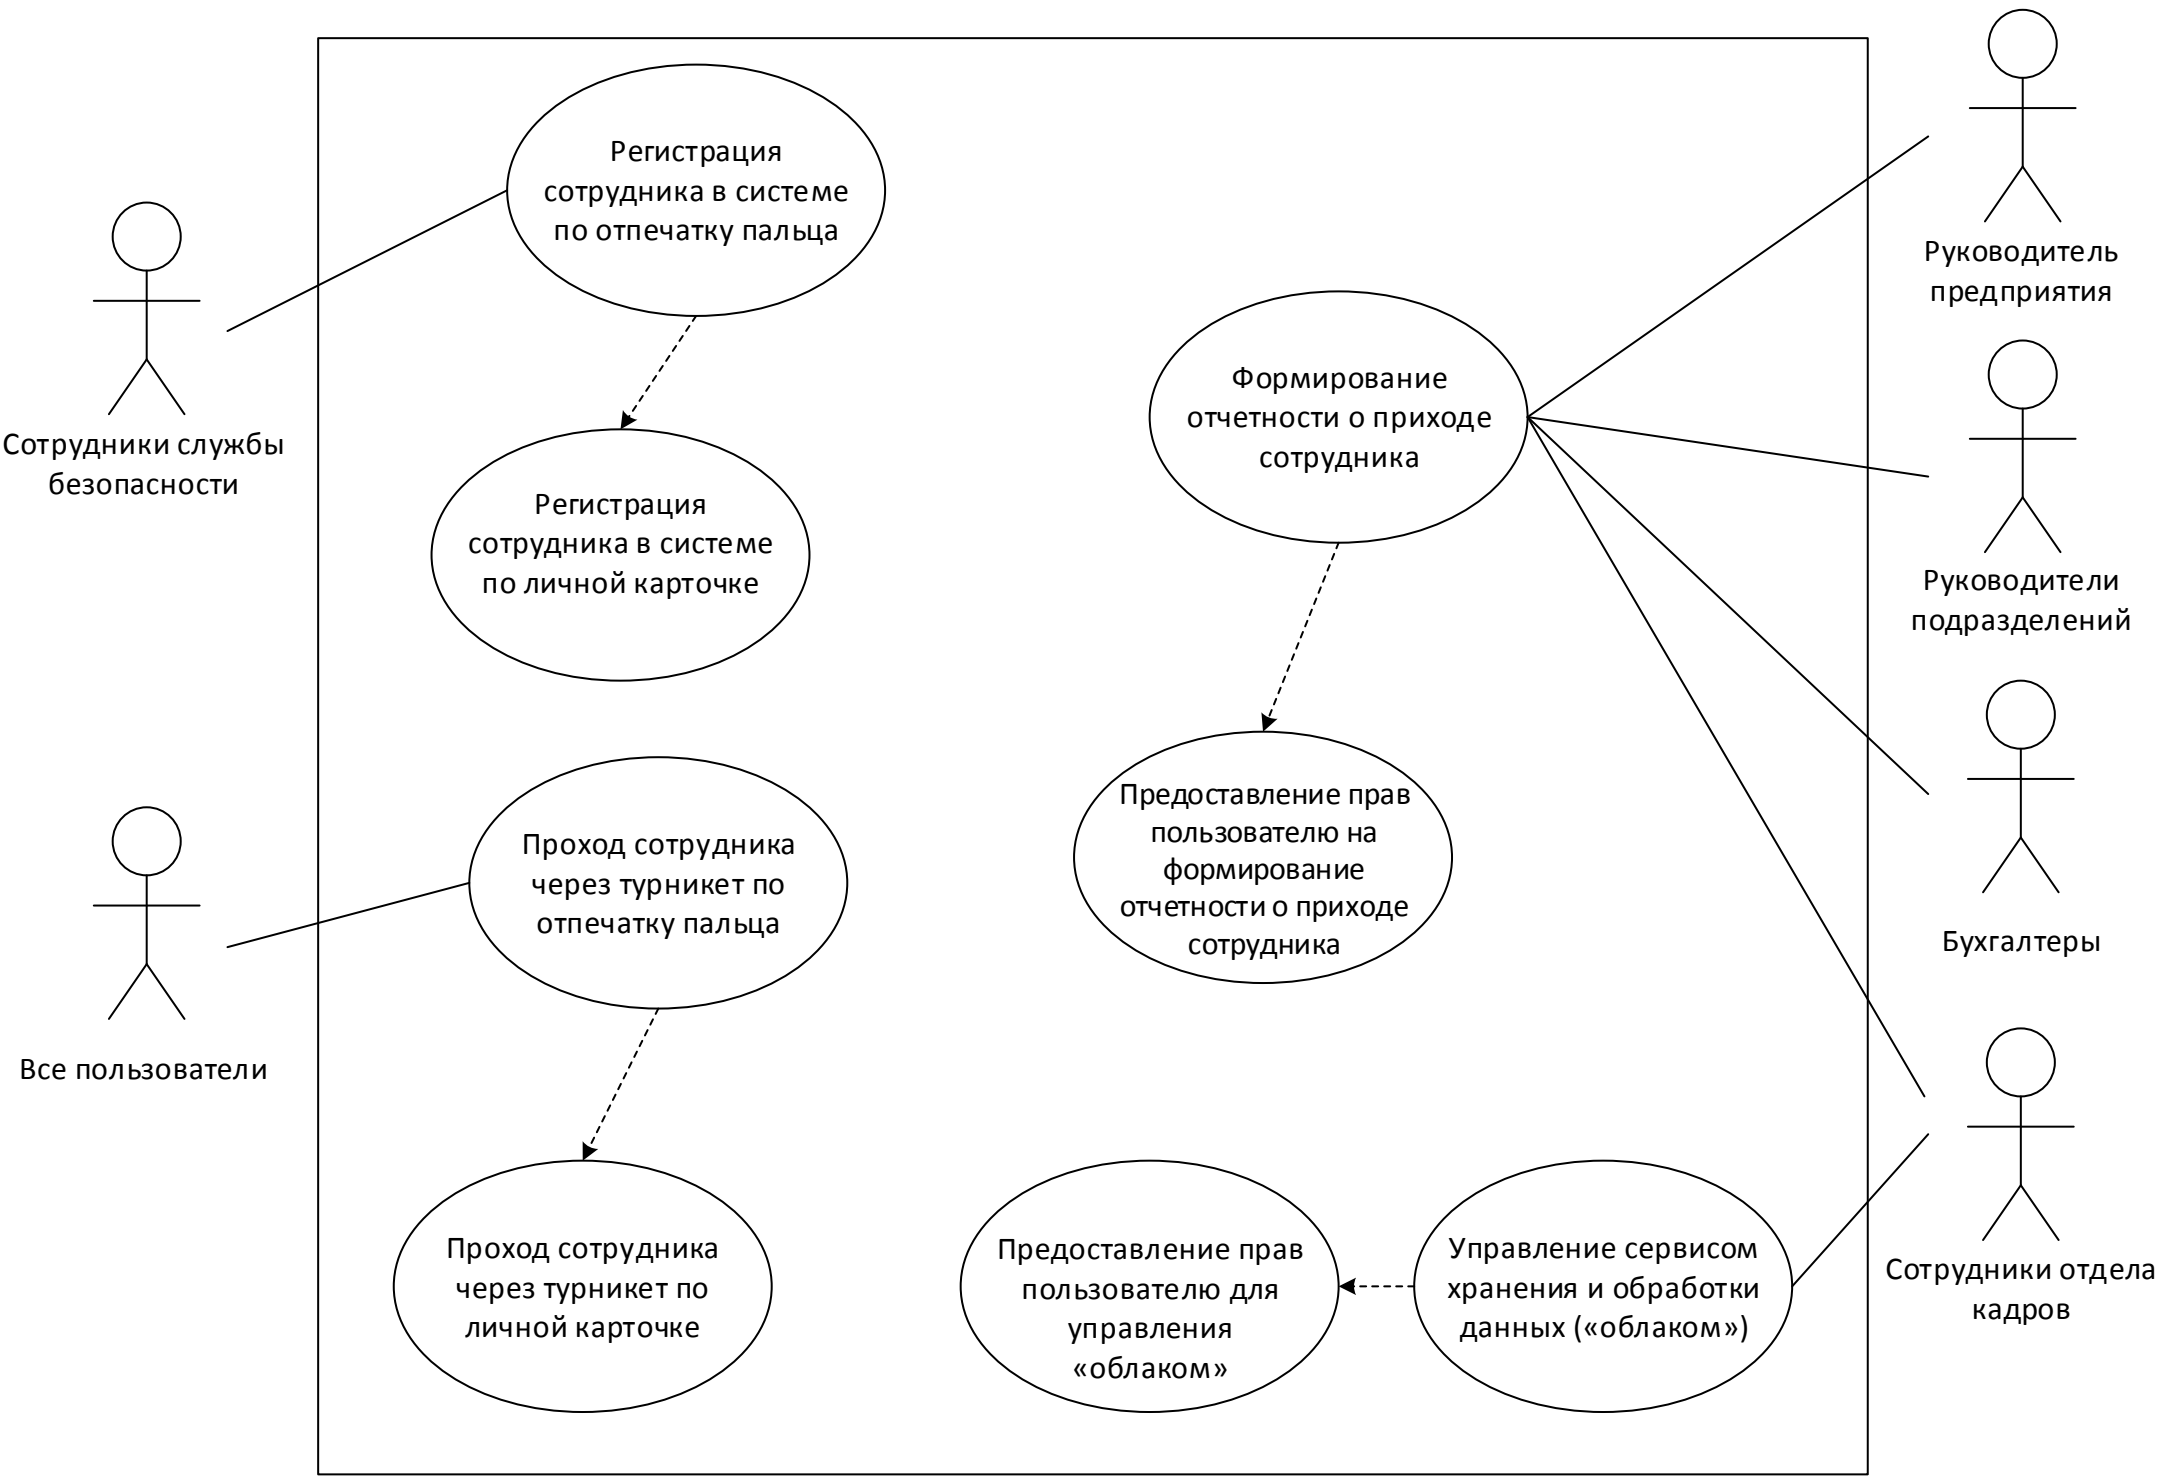 Регистрация
сотрудника в системе
по отпечатку пальца
Руководитель
предприятия
Формирование
отчетности о приходе
сотрудника
Сотрудники службы
безопасности
Регистрация
сотрудника в системе
по личной карточке
Руководители
подразделений
Проход сотрудника
через турникет по
отпечатку пальца
Предоставление прав
пользователю на
формирование
отчетности о приходе
сотрудника
Бухгалтеры
Все пользователи
Проход сотрудника
через турникет по
личной карточке
Предоставление прав
пользователю для
управления
«облаком»
Управление сервисом
хранения и обработки
данных («облаком»)
Сотрудники отдела
кадров